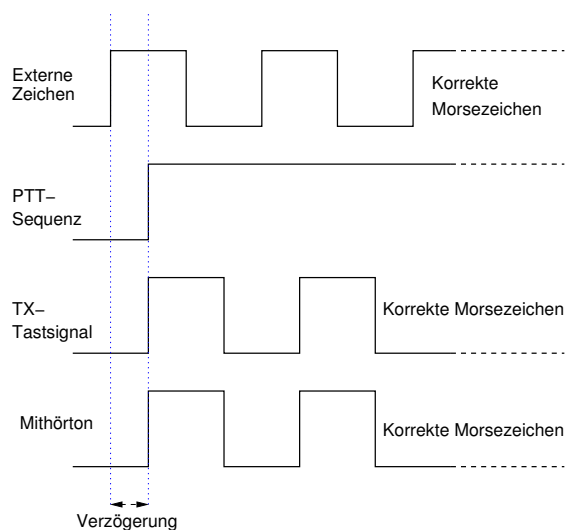 Externe
Zeichen
Korrekte
Morsezeichen
PTT–
Sequenz
TX–
Tastsignal
Korrekte Morsezeichen
Mithörton
Korrekte Morsezeichen
Verzögerung